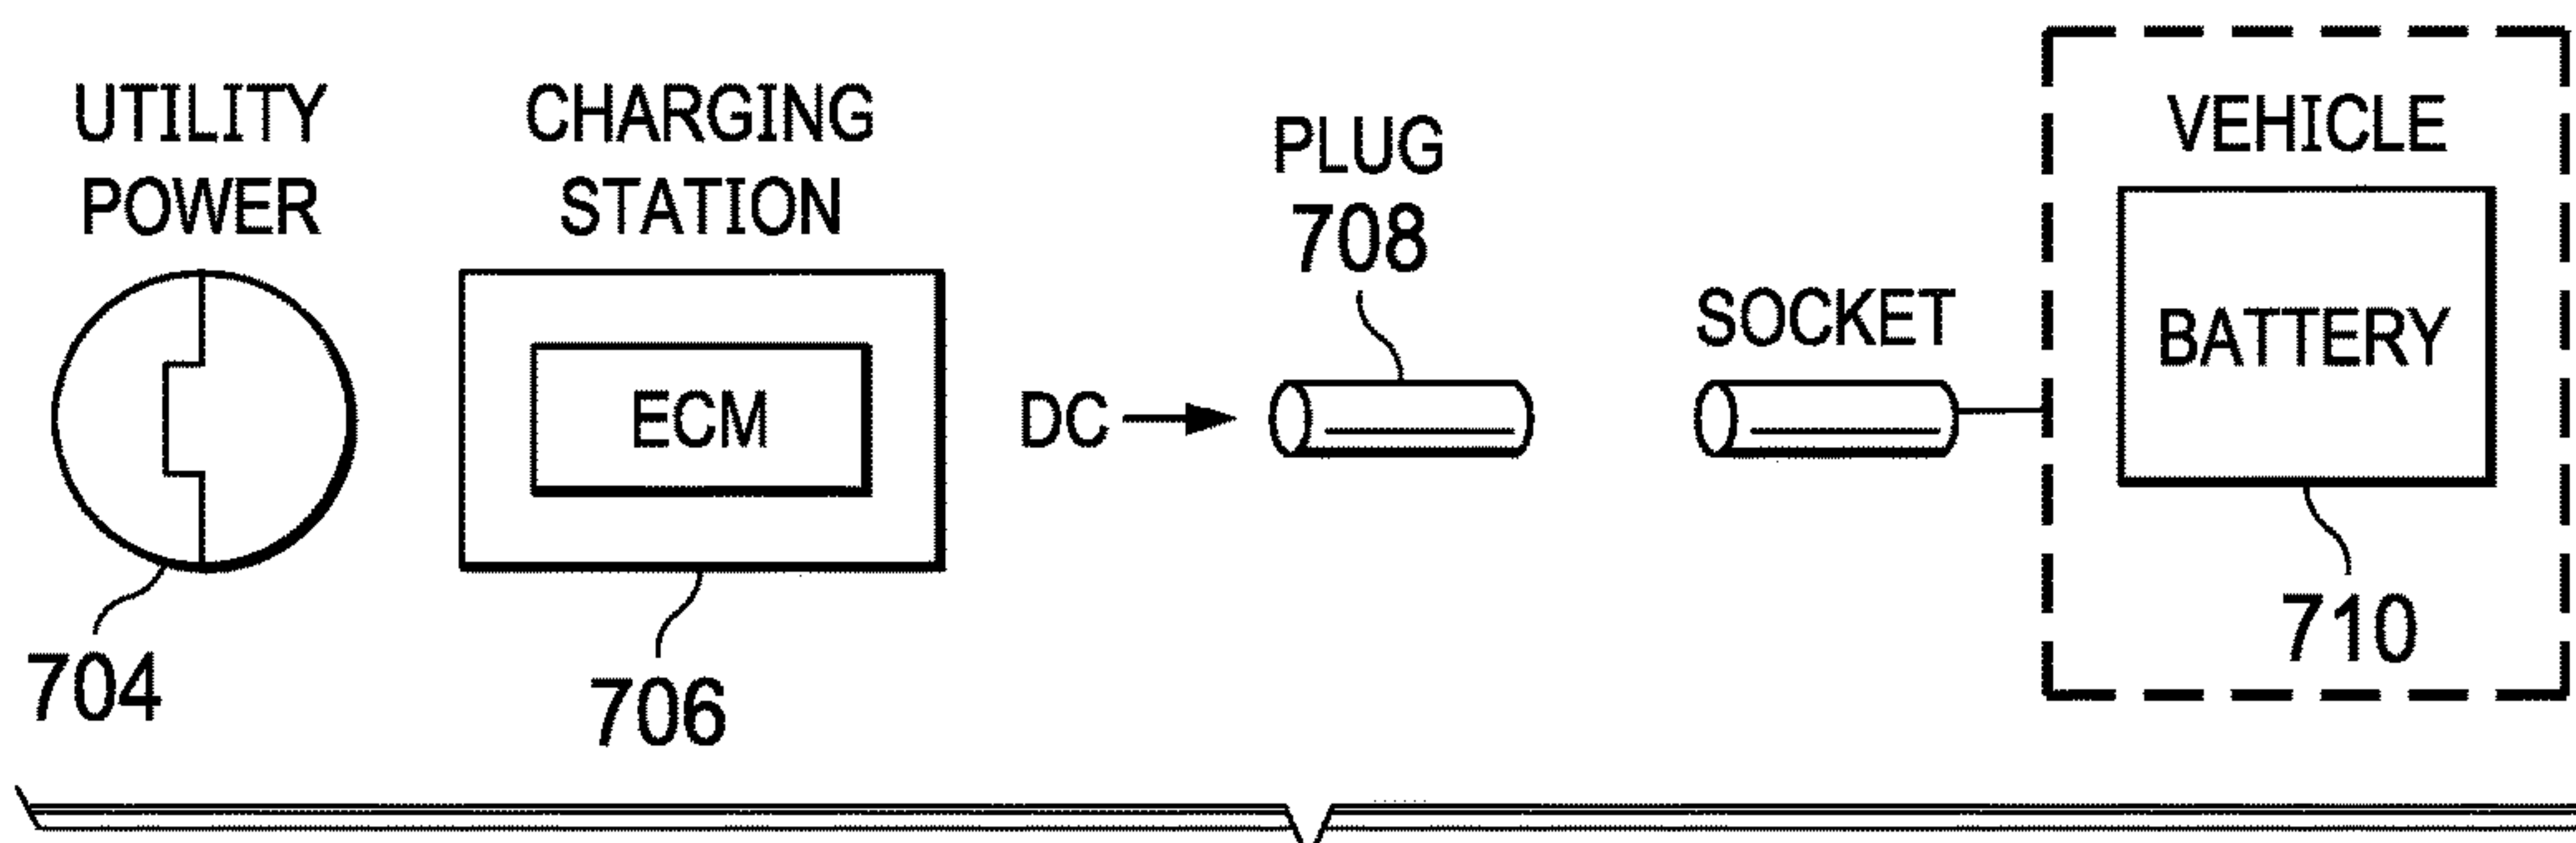 UTILITY
POWER
704
CHARGING
STATION
ECM
706
DC
PLUG
708
SOCKET
VEHICLE
BATTERY
710